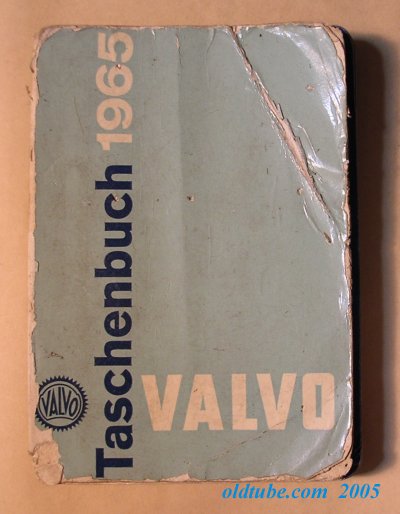 Taschenbuch 1965
VALVO
VALVO
oldtube.com 2005